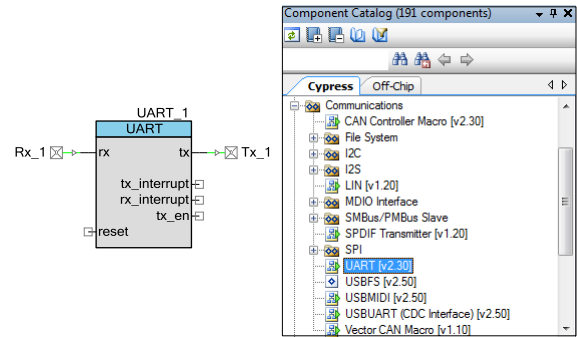 UART_1
UART
Rx_1
rx
tx
Tx_1
tx_interrupt
rx_interrupt
tx_en
reset
Component Catalog (191 components)
Cypress
Off-Chip
Communications
CAN Controller Macro [v2.30]
File System
I2C
I2S
LIN [v1.20]
MDIO Interface
SMBus/PMBus Slave
SPDIF Transmitter [v1.20]
SPI
UART [v2.30]
USBFS [v2.50]
USBMIDI [v2.50]
USBUART (CDC Interface) [v2.50]
Vector CAN Macro [v1.10]